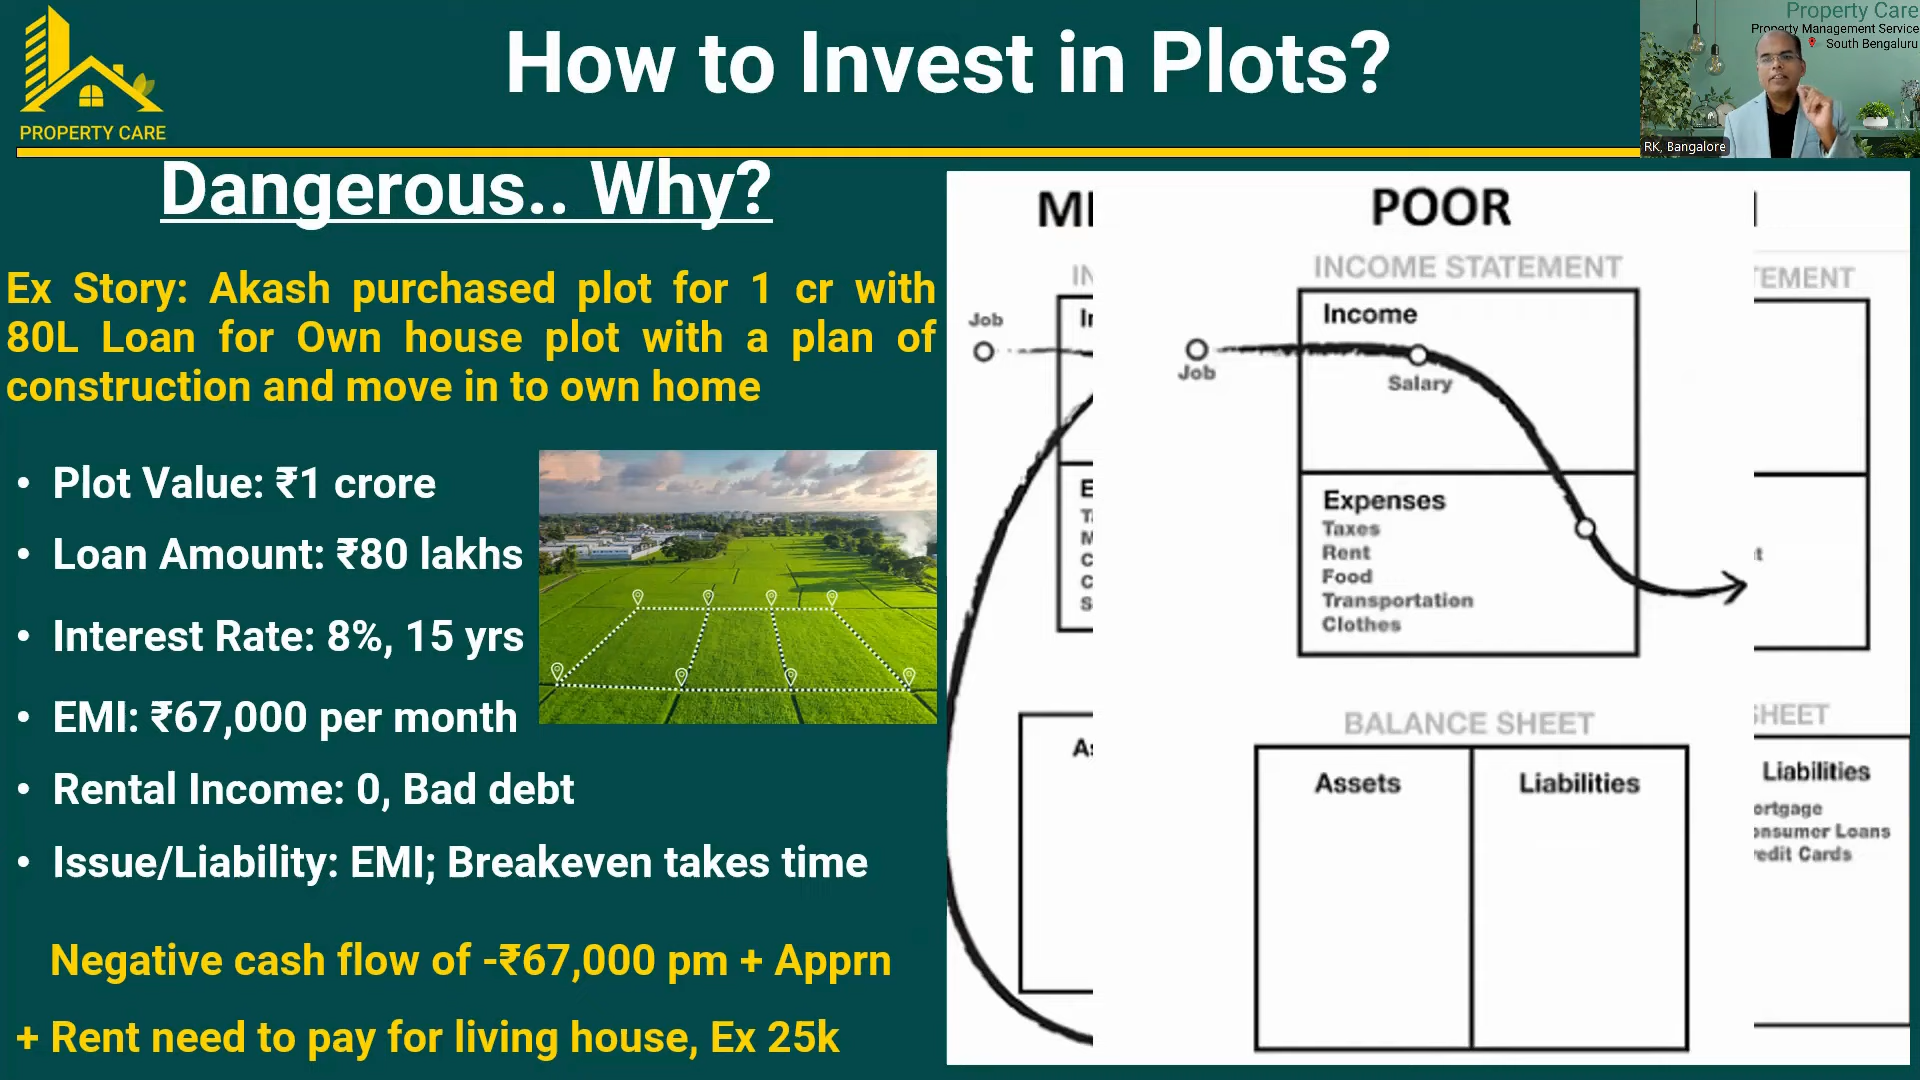 How to Invest in Plots?
PROPERTY CARE
Property Care
Property Management Service
South Bengaluru
RK, Bangalore
Dangerous.. Why?
Ex Story: Akash purchased plot for 1 cr with
80L Loan for Own house plot with a plan of
construction and move in to own home
• Plot Value: ₹1 crore
• Loan Amount: ₹80 lakhs
• Interest Rate: 8%, 15 yrs
• EMI: ₹67,000 per month
• Rental Income: 0, Bad debt
• Issue/Liability: EMI; Breakeven takes time
Negative cash flow of -₹67,000 pm + Apprn
+ Rent need to pay for living house, Ex 25k
Job
POOR
INCOME STATEMENT
Income
Job
Salary
Expenses
Taxes
Rent
Food
Transportation
Clothes
BALANCE SHEET
Assets
Liabilities
Liabilities
Loans
Cards